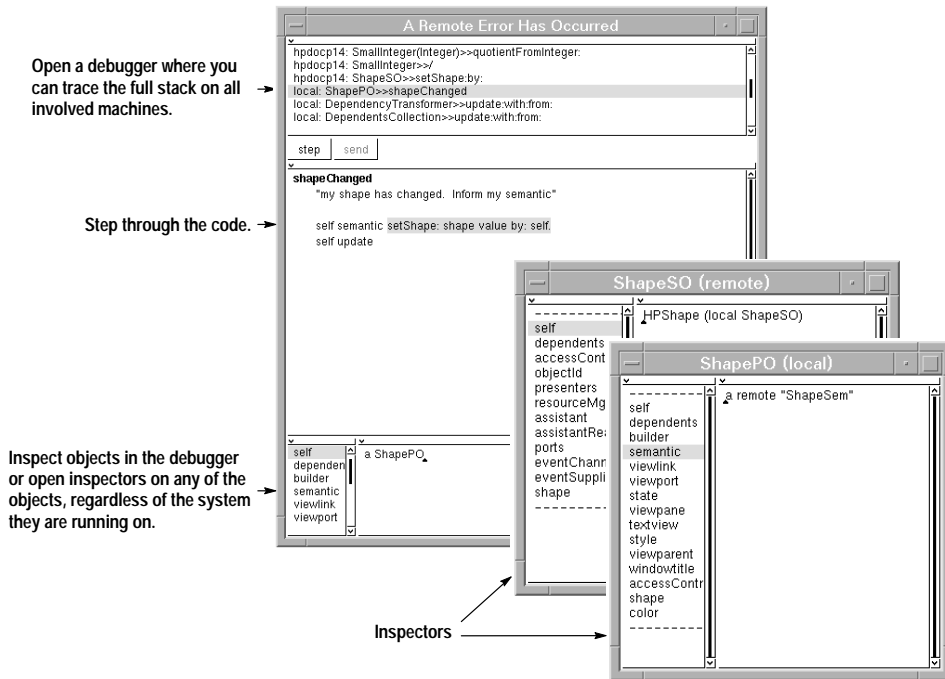 A Remote Error Has Occurred
hpdocp14: SmallInteger(Integer)>>quotientFromInteger:
hpdocp14: SmallInteger>>/
hpdocp14: ShapeSO>>setShape:by:
local: ShapePO>>shapeChanged
local: DependencyTransformer>>update:with:from:
local: DependentsCollection>>update:with:from:
Open a debugger where you
can trace the full stack on all
involved machines.
step send
shapeChanged
"my shape has changed. Inform my semantic"
self semantic setShape: shape value by: self.
self update
Step through the code.
ShapeSO (remote)
self
dependents
accessCont
objectId
presenters
resourceMg
assistant
assistantRea
ports
eventChann
eventSuppli
shape
HPShape (local ShapeSO)
ShapePO (local)
self
dependents
builder
semantic
viewlink
viewport
state
viewpane
textview
style
viewparent
windowtitle
accessContr
shape
color
a remote "ShapeSem"
self
dependen
builder
semantic
viewlink
viewport
a ShapePO
Inspect objects in the debugger
or open inspectors on any of the
objects, regardless of the system
they are running on.
Inspectors